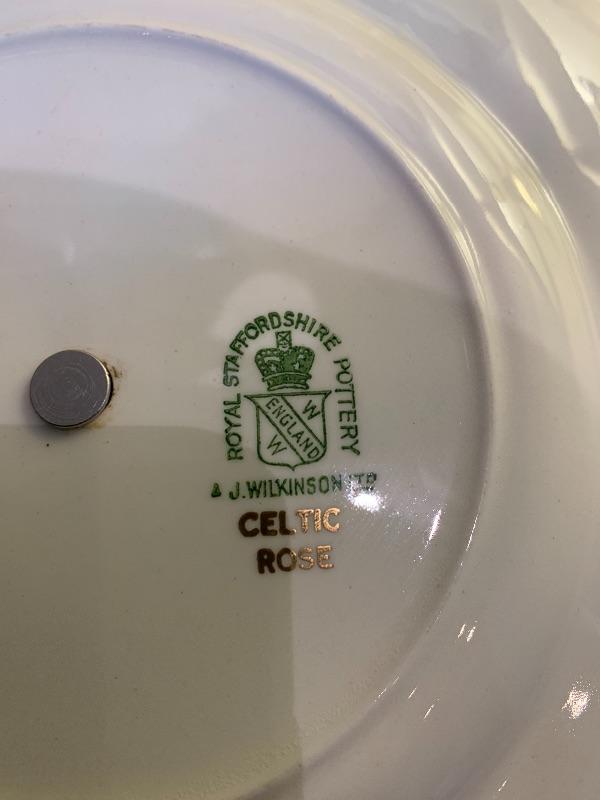 ROYAL STAFFORDSHIRE POTTERY
W
ENGLAND
W
A J. WILKINSON LTD
CELTIC
ROSE